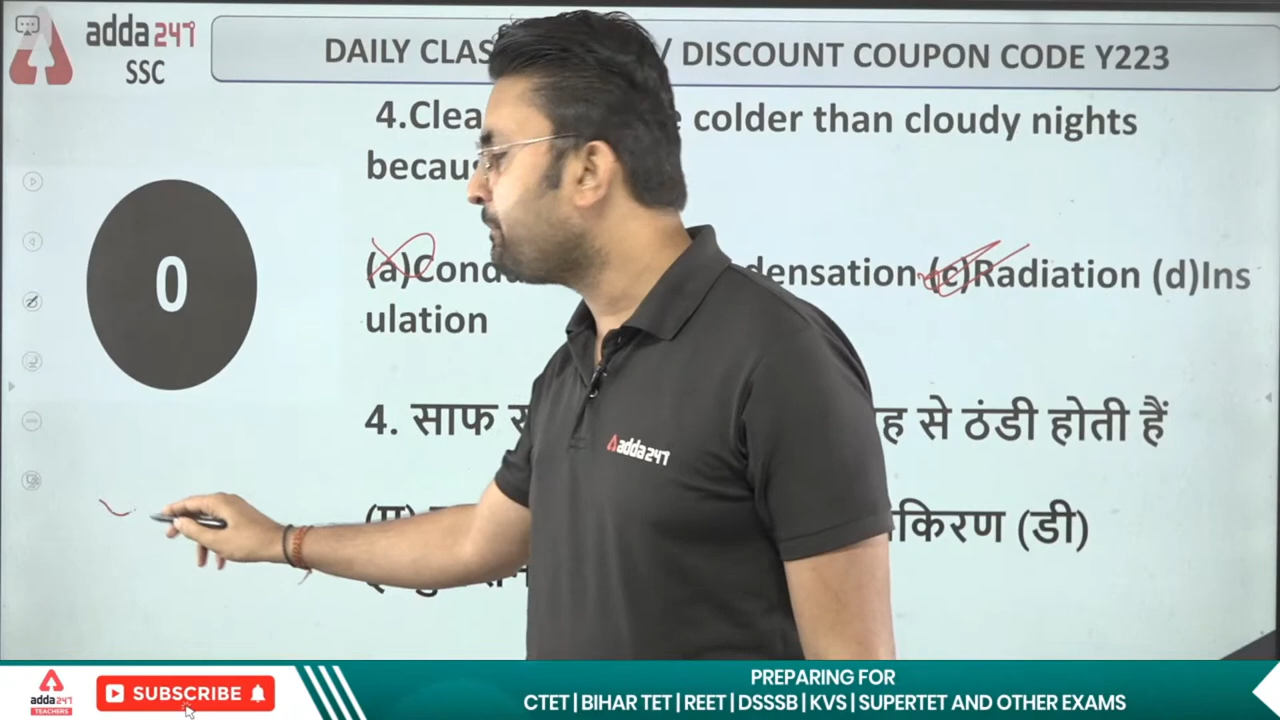 adda247
SSC
DAILY CLAS / DISCOUNT COUPON CODE Y223
4.Clea colder than cloudy nights
becau
0
(a)Cond densation (c)Radiation (d)Ins
ulation
4. साफ से ठंडी होती हैं
किरण (डी)
adda247
adda247
TEACHERS
SUBSCRIBE
PREPARING FOR
CTET | BIHAR TET | REET | DSSSB | KVS | SUPERTET AND OTHER EXAMS